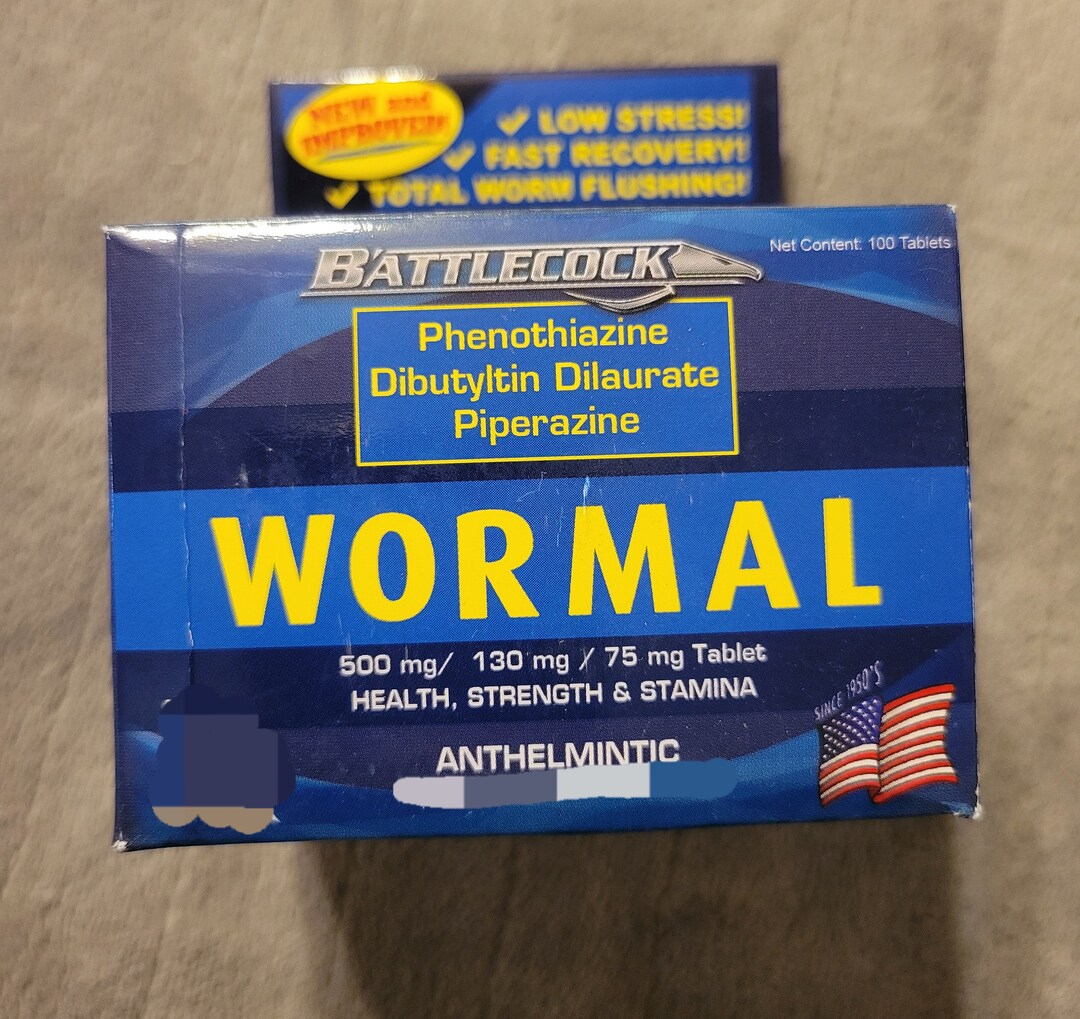 NEW and
IMPROVED!
LOW STRESS!
FAST RECOVERY!
TOTAL WORM FLUSHING!
BATTLECOCK
Net Content: 100 Tablets
Phenothiazine
Dibutyltin Dilaurate
Piperazine
WORMAL
500 mg/ 130 mg / 75 mg Tablet
HEALTH, STRENGTH & STAMINA
SINCE 1950'S
ANTHELMINTIC